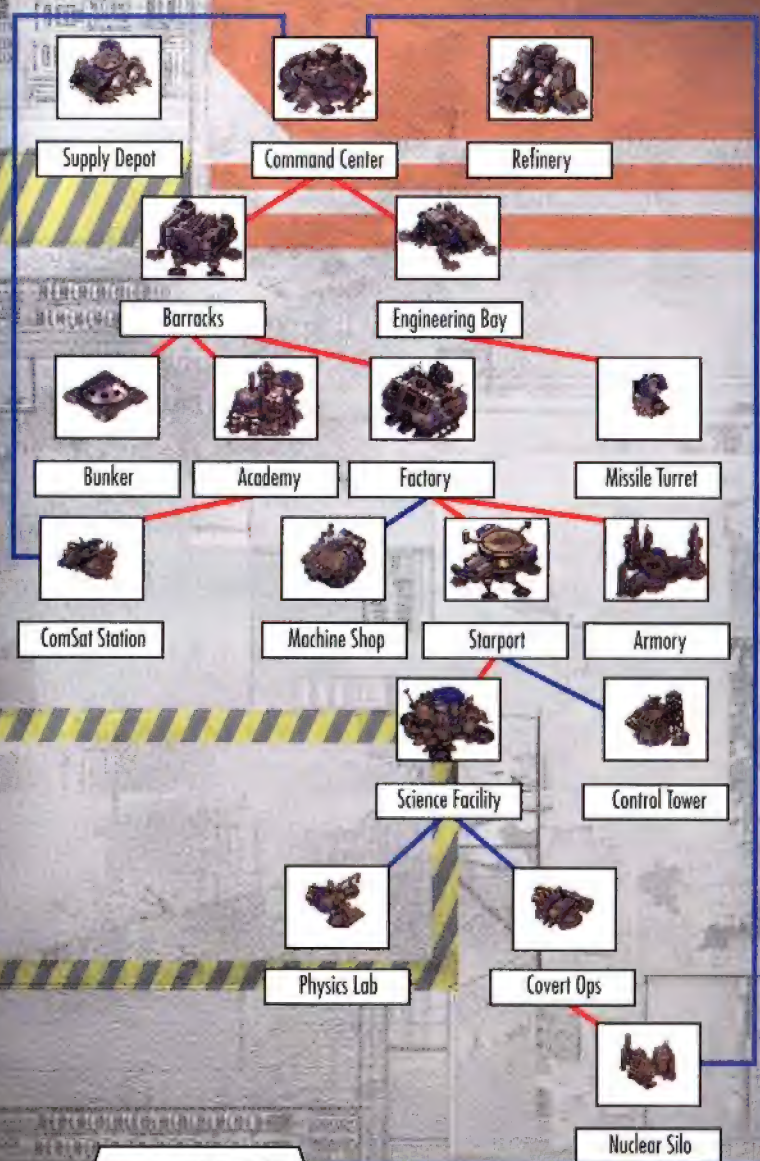 Supply Depot
Command Center
Refinery
Barracks
Engineering Bay
Bunker
Academy
Factory
Missile Turret
ComSat Station
Machine Shop
Starport
Armory
Science Facility
Control Tower
Physics Lab
Covert Ops
Nuclear Silo